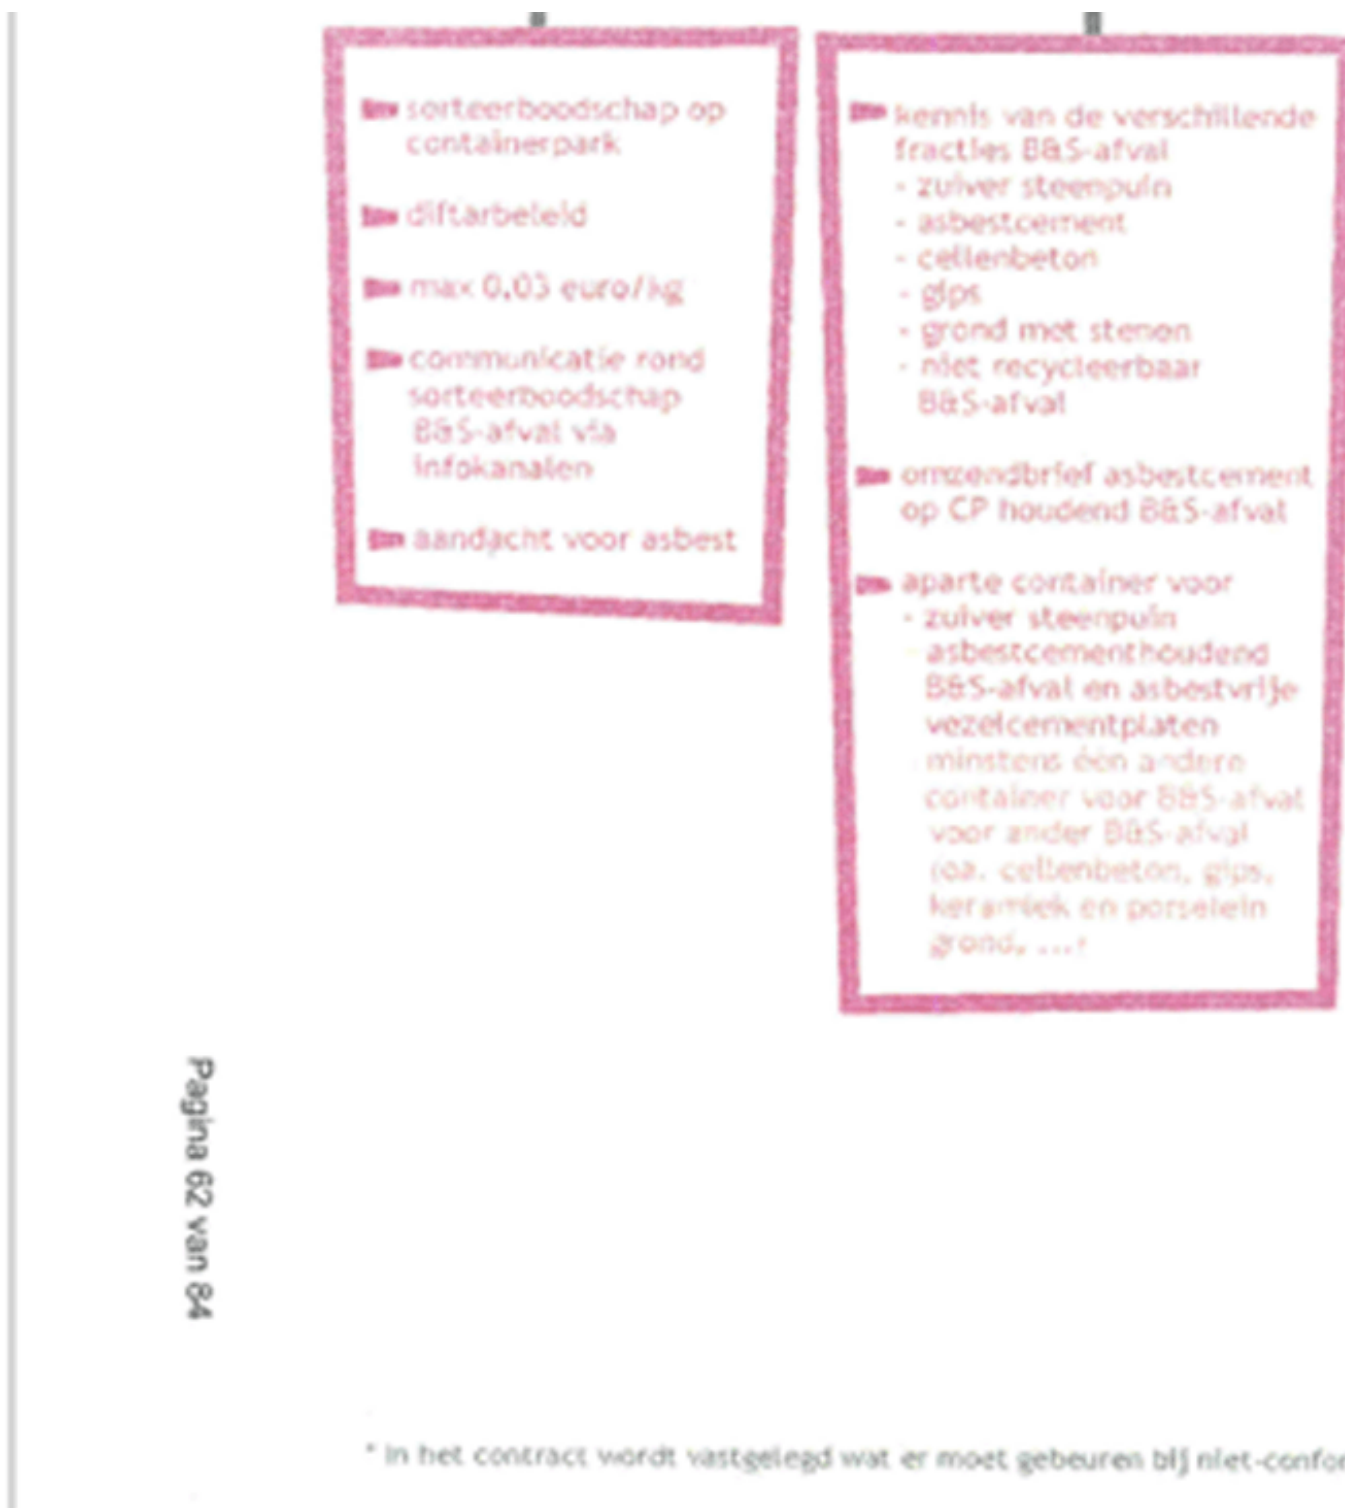 sorteerboodschap op
containerpark
diftarbeleid
max 0,03 euro/kg
communicatie rond
sorteerboodschap
B&S-afval via
infokanalen
aandacht voor asbest
kennis van de verschillende
fracties B&S-afval
- zuiver steenpuin
- asbestcement
- cellenbeton
- gips
- grond met stenen
- niet recycleerbaar
B&S-afval
omzendbrief asbestcement
op CP houdend B&S-afval
aparte container voor
- zuiver steenpuin
- asbestcementhoudend
B&S-afval en asbestvrije
vezelcementplaten
- minstens één andere
container voor B&S-afval
voor ander B&S-afval
(oa. cellenbeton, gips,
keramiek en porselein
grond, ...)
Pagina 62 van 84
* In het contract wordt vastgelegd wat er moet gebeuren bij niet-confor